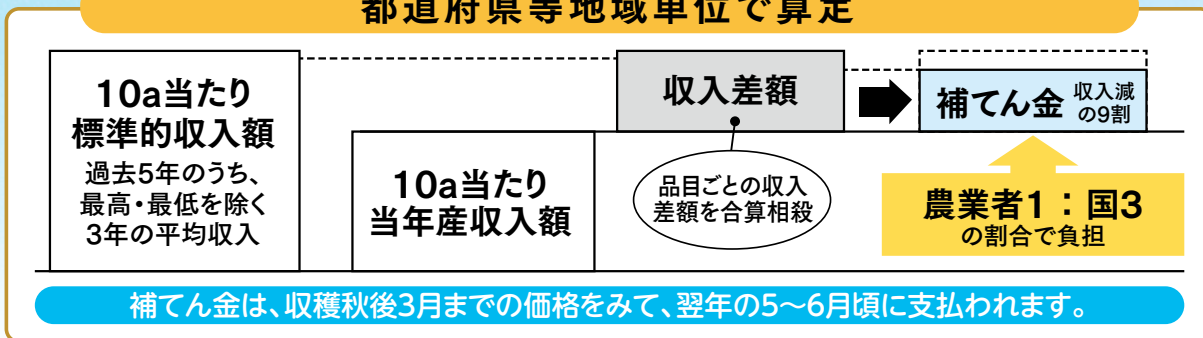 都道府県等地域単位で算定
10a当たり
標準的収入額
過去5年のうち、
最高・最低を除く
3年の平均収入
10a当たり
当年産収入額
収入差額
品目ごとの収入
差額を合算相殺
補てん金 収入減
の9割
農業者1：国3
の割合で負担
補てん金は、収穫秋後3月までの価格をみて、翌年の5〜6月頃に支払われます。